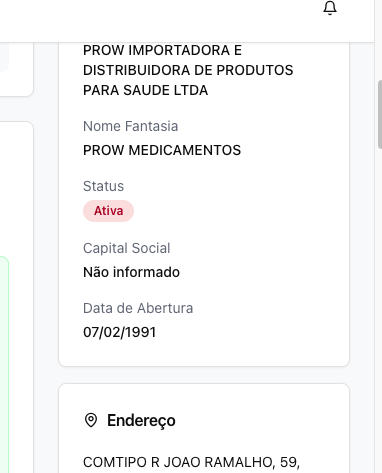 PROW IMPORTADORA E
DISTRIBUIDORA DE PRODUTOS
PARA SAUDE LTDA
Nome Fantasia
PROW MEDICAMENTOS
Status
Ativa
Capital Social
Não informado
Data de Abertura
07/02/1991
Endereço
COMTIPO R JOAO RAMALHO, 59,